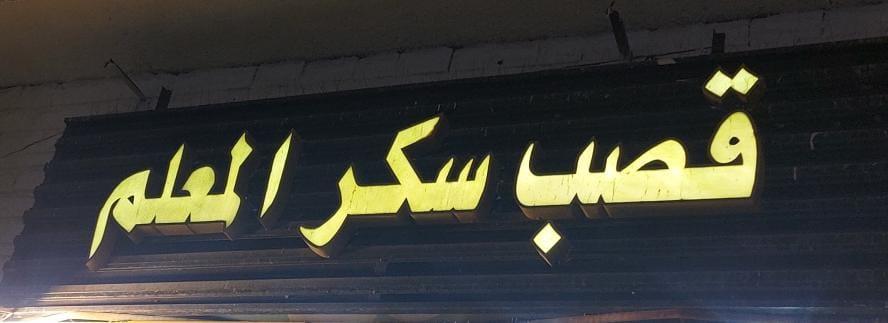 قصب سكر المعلم